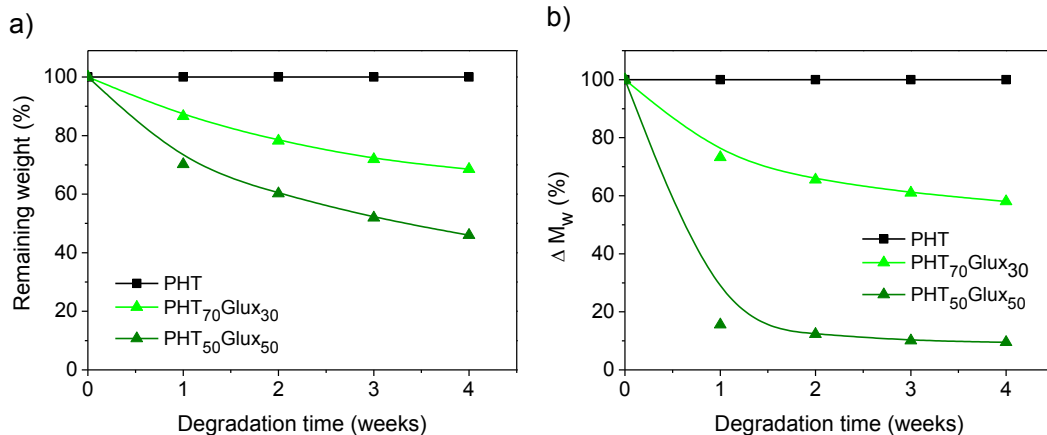 a)
Remaining weight (%)
100
80
60
40
20
0
PHT
PHT70Glux30
PHT50Glux50
0 1 2 3 4
Degradation time (weeks)
b)
Δ Mw (%)
100
80
60
40
20
0
PHT
PHT70Glux30
PHT50Glux50
0 1 2 3 4
Degradation time (weeks)